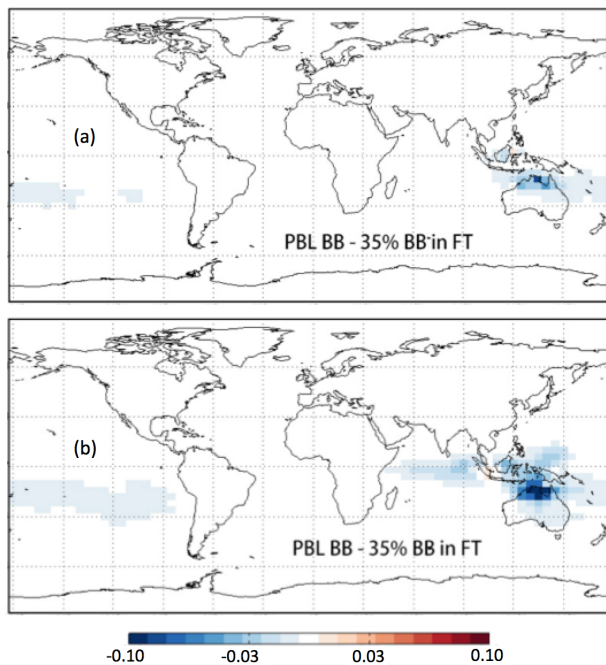 (a)
PBL BB - 35% BB in FT
(b)
PBL BB - 35% BB in FT
-0.10 -0.03 0.03 0.10